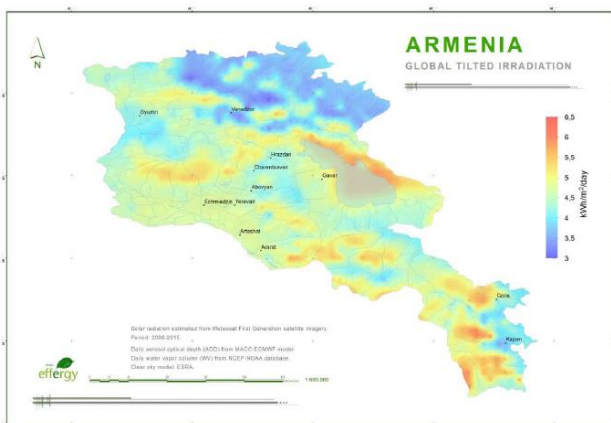 ARMENIA
GLOBAL TILTED IRRADIATION
N
Gyumri
Vanadzor
Hrazdan
Charentsavan
Gavar
Abovyan
Echmiadzin Yerevan
Artashat
Ararat
Goris
Kapan
6,5
6
5,5
5
4,5
4
3,5
3
kWh/m²/day
Solar radiation estimated from Meteosat First Generation satellite imagery.
Period: 2006-2015
Daily aerosol optical depth (AOD) from MACC-ECMWF model.
Daily water vapor column (WV) from NCEP-NOAA database.
Clear sky model: ESRA.
effergy